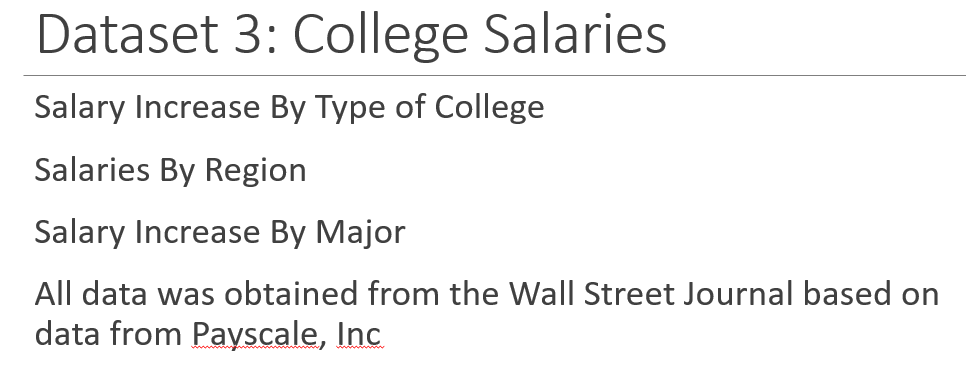 Dataset 3: College Salaries
Salary Increase By Type of College
Salaries By Region
Salary Increase By Major
All data was obtained from the Wall Street Journal based on
data from Payscale, Inc